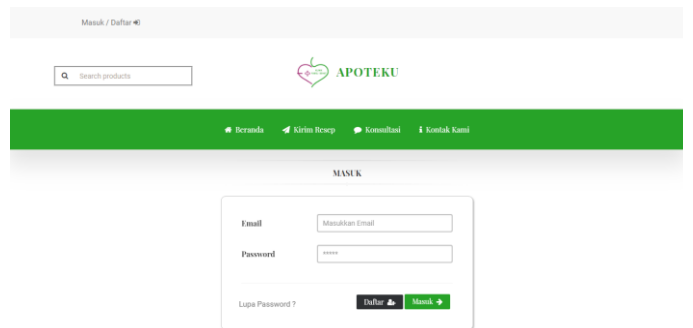 Masuk / Daftar
Search products
APOTEKU
Beranda Kirim Resep Konsultasi Kontak Kami
MASUK
Email Masukkan Email
Password *****
Lupa Password ? Daftar Masuk